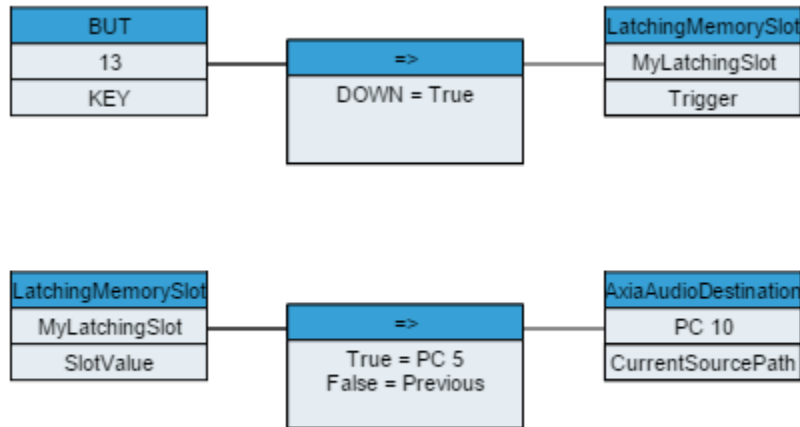 BUT
13
KEY
=>
DOWN = True
LatchingMemorySlot
MyLatchingSlot
Trigger
LatchingMemorySlot
MyLatchingSlot
SlotValue
=>
True = PC 5
False = Previous
AxiaAudioDestination
PC 10
CurrentSourcePath